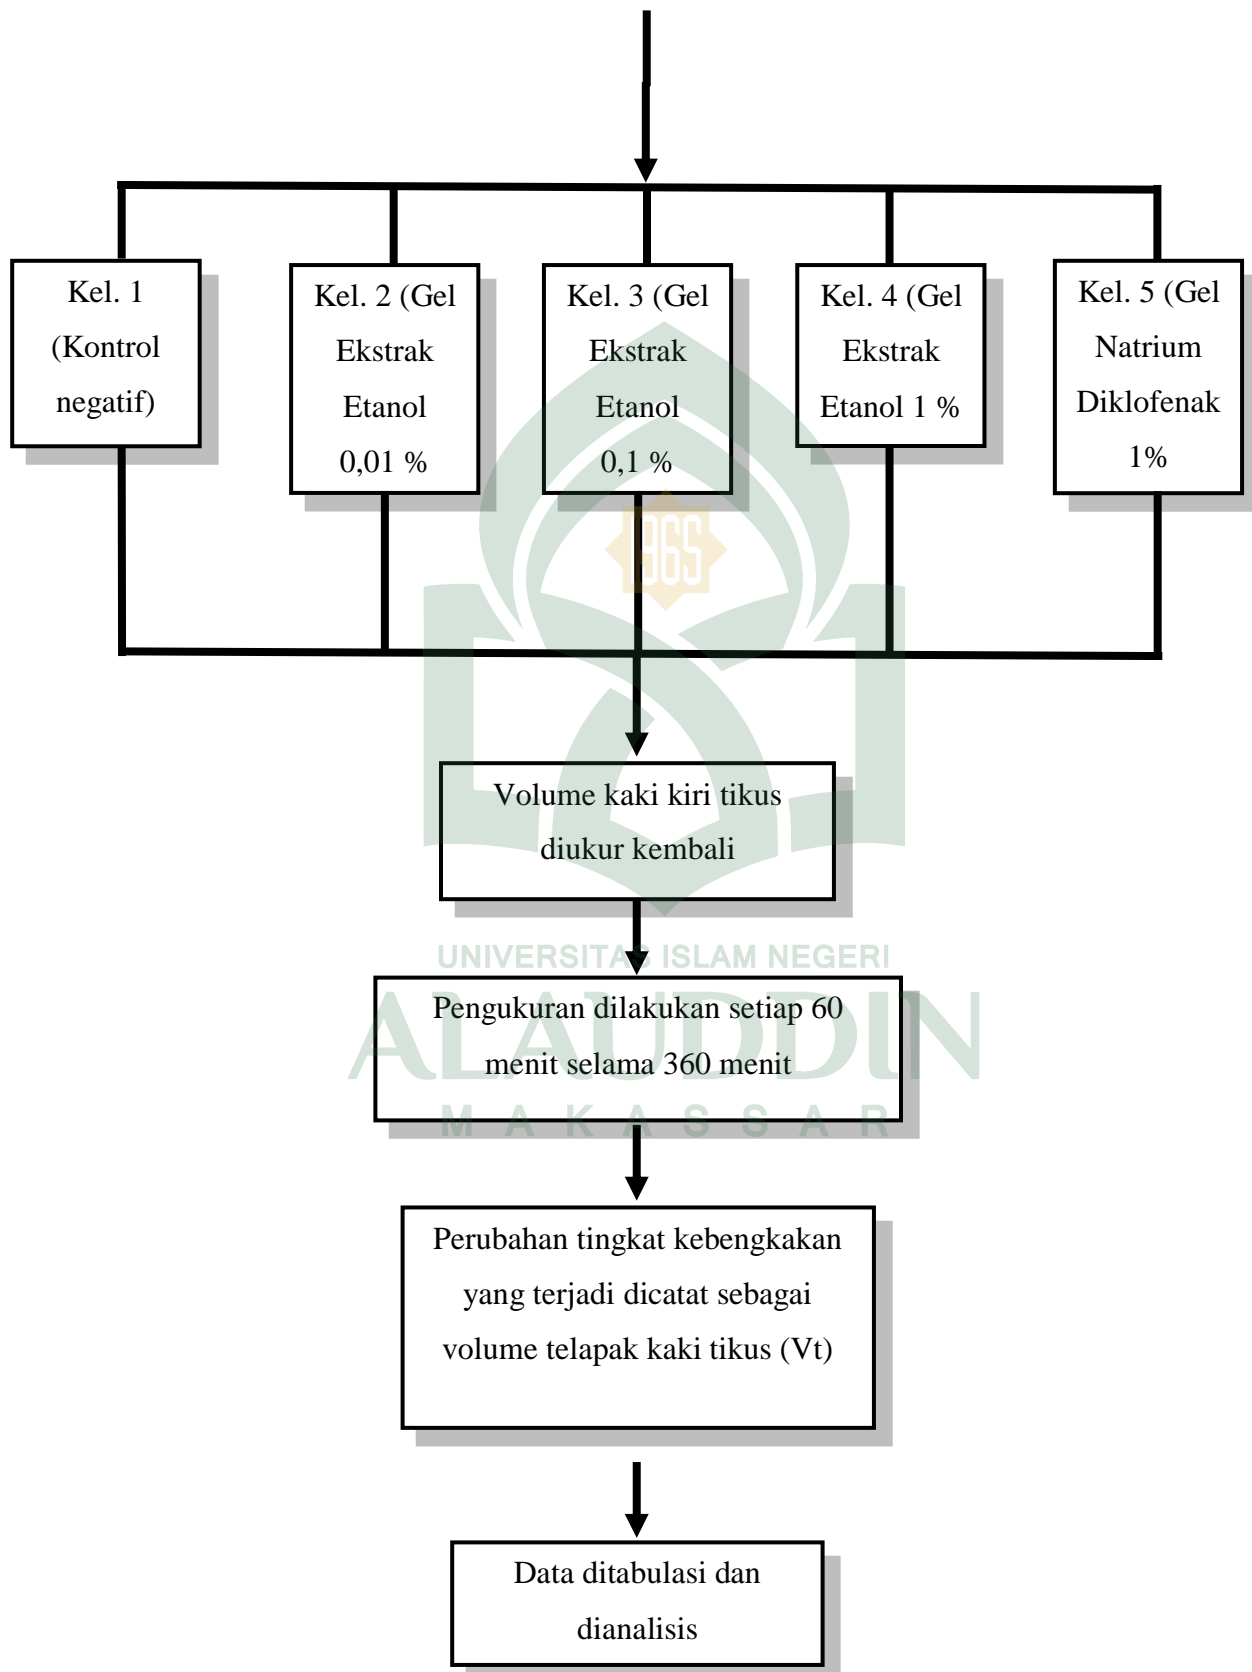 Kel. 1
(Kontrol
negatif)
Kel. 2 (Gel
Ekstrak
Etanol
0,01 %
Kel. 3 (Gel
Ekstrak
Etanol
0,1 %
Kel. 4 (Gel
Ekstrak
Etanol 1 %
Kel. 5 (Gel
Natrium
Diklofenak
1%
1965
Volume kaki kiri tikus
diukur kembali
UNIVERSITAS ISLAM NEGERI
Pengukuran dilakukan setiap 60
menit selama 360 menit
ALAUDDIN
MAKASSAR
Perubahan tingkat kebengkakan
yang terjadi dicatat sebagai
volume telapak kaki tikus (Vt)
Data ditabulasi dan
dianalisis